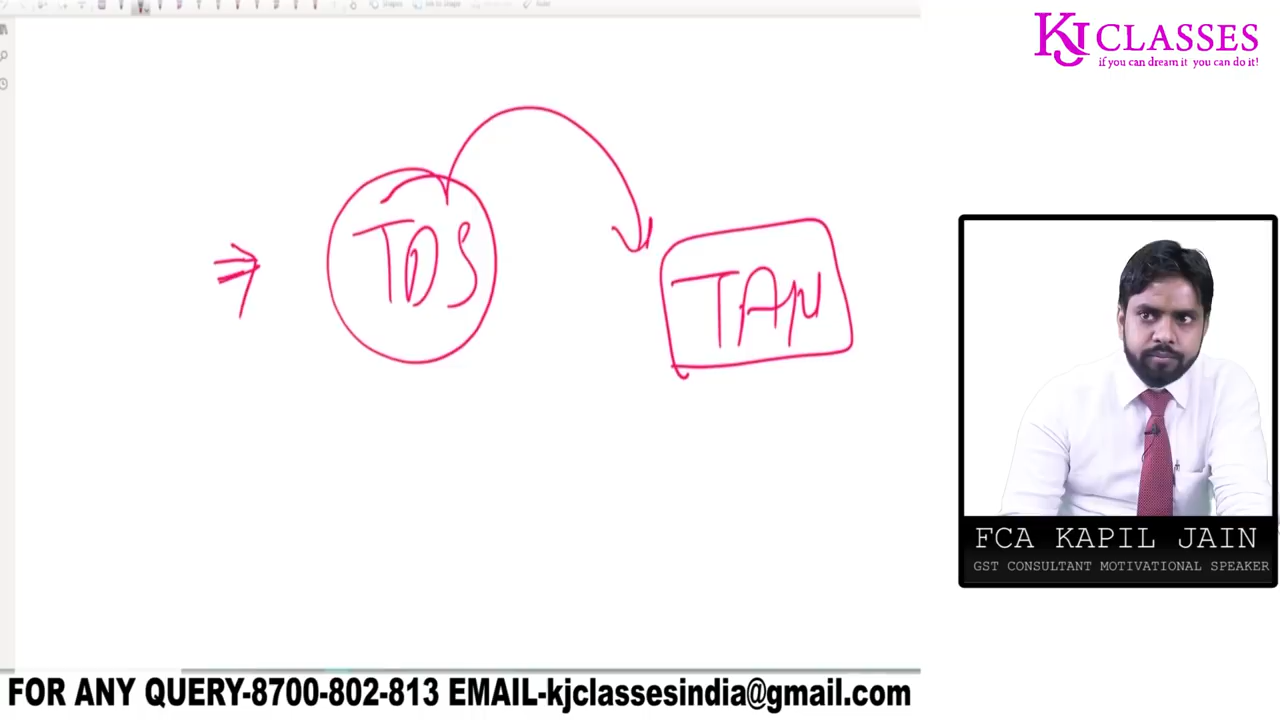 KJ CLASSES
if you can dream it you can do it!
TDS
TAN
FCA KAPIL JAIN
GST CONSULTANT MOTIVATIONAL SPEAKER
FOR ANY QUERY-8700-802-813 EMAIL-kjclassesindia@gmail.com